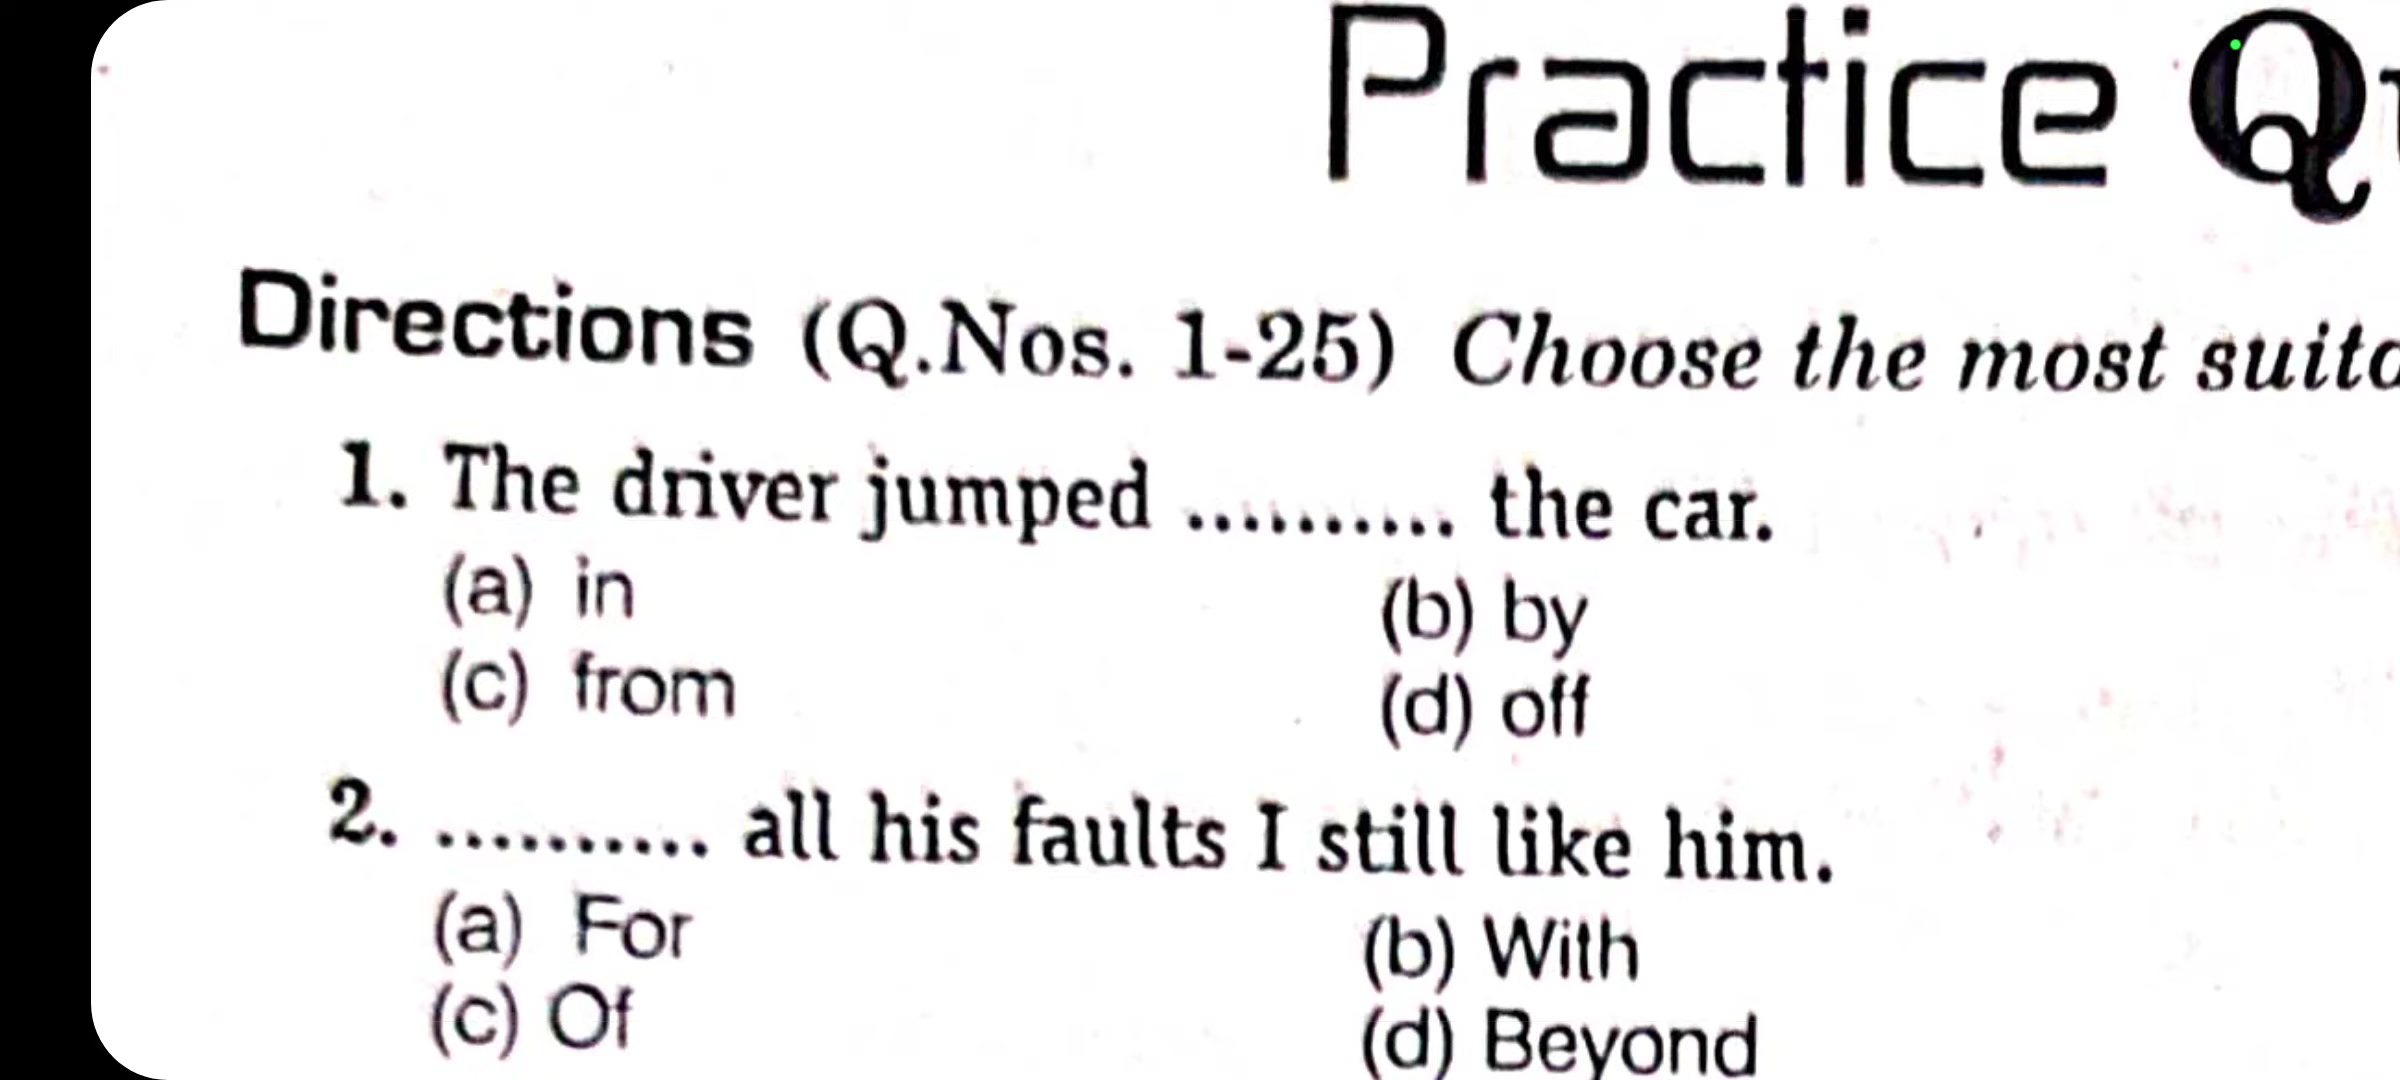 Practice
Directions (Q.Nos. 1-25) Choose the most
1. The driver jumped .......... the car.
(a) in (b) by
(c) from (d) off
2. .......... all his faults I still like him.
(a) For (b) With
(c) Of (d) Beyond